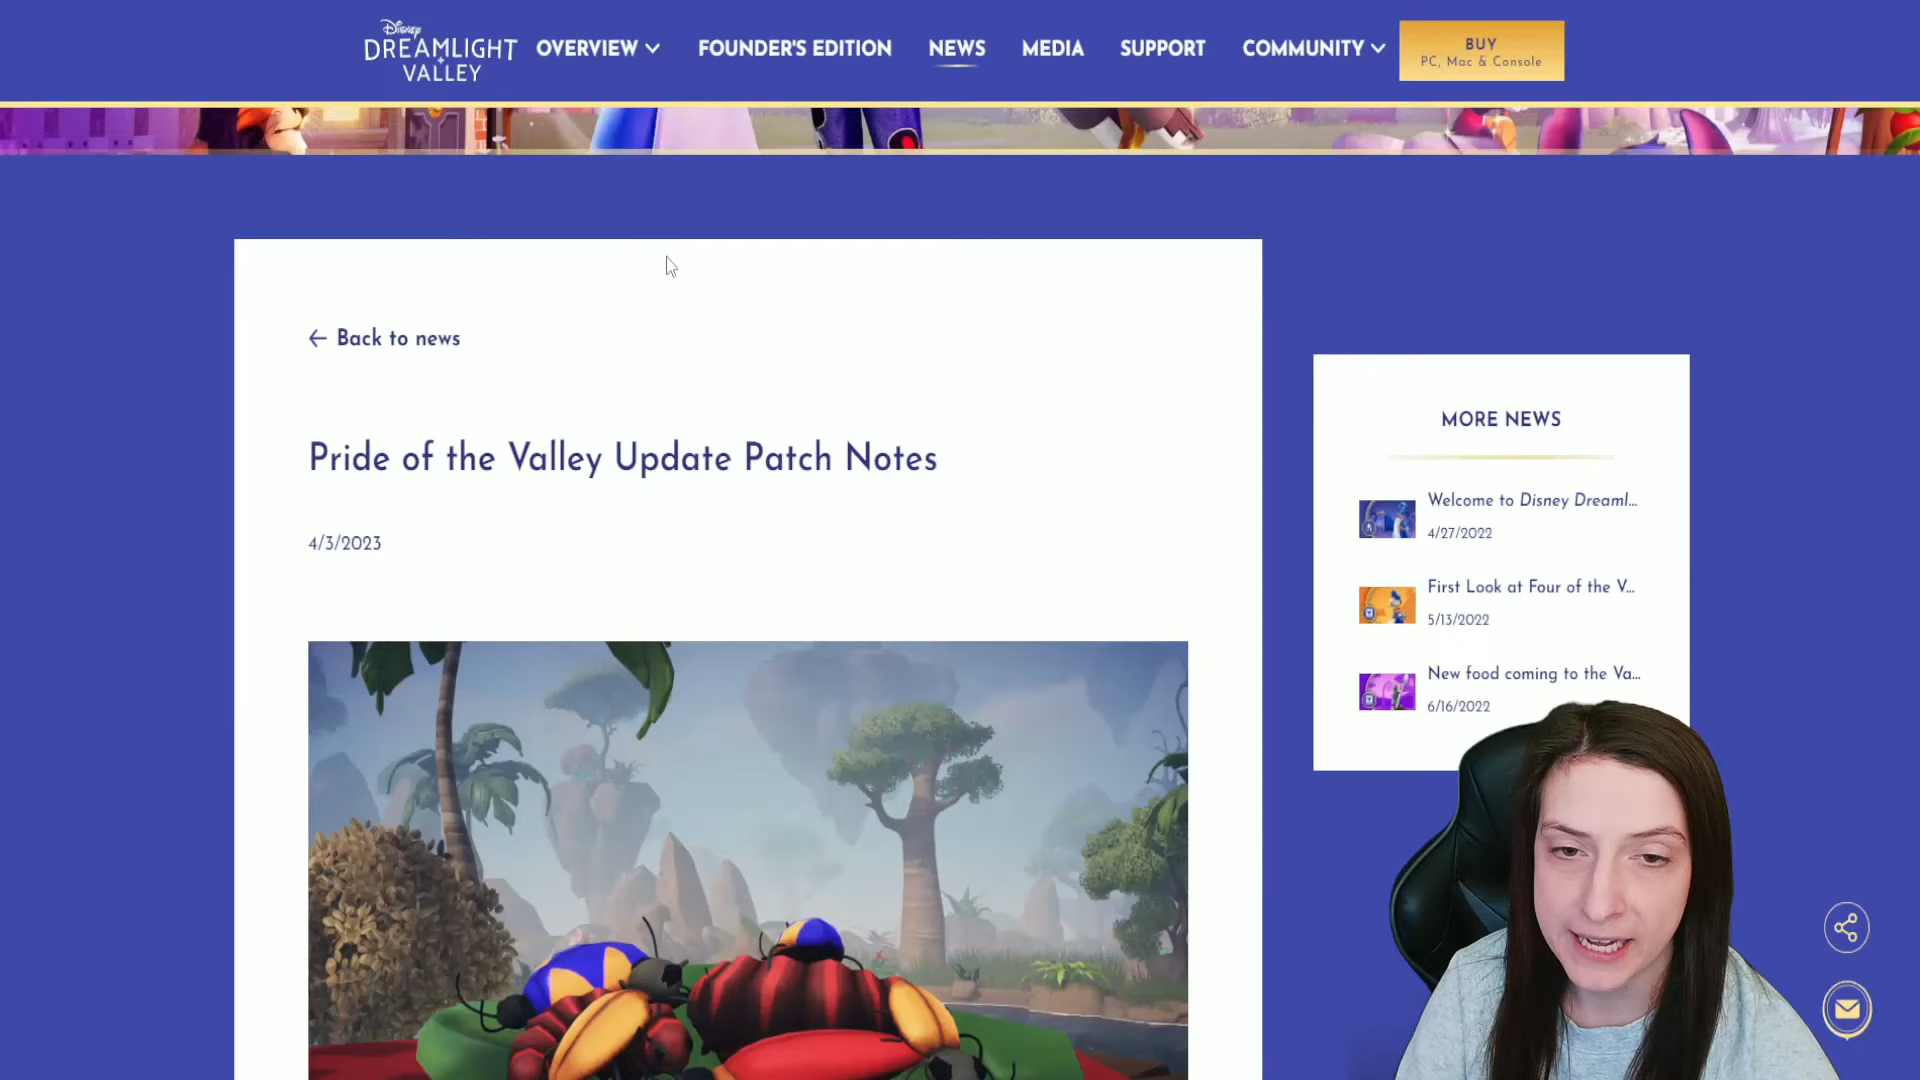 Disney
DREAMLIGHT
VALLEY
OVERVIEW
FOUNDER'S EDITION
NEWS
MEDIA
SUPPORT
COMMUNITY
BUY
PC, Mac & Console
Back to news
Pride of the Valley Update Patch Notes
4/3/2023
MORE NEWS
Welcome to Disney Dreaml...
4/27/2022
First Look at Four of the V...
5/13/2022
New food coming to the Va...
6/16/2022